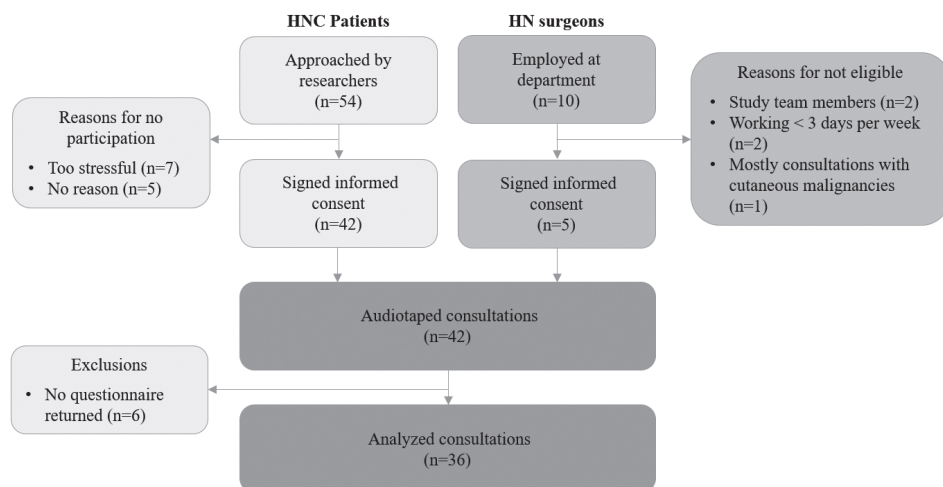 HNC Patients
HN surgeons
Approached by
researchers
(n=54)
Employed at
department
(n=10)
Reasons for no
participation
• Too stressful (n=7)
• No reason (n=5)
Reasons for not eligible
• Study team members (n=2)
• Working < 3 days per week
(n=2)
• Mostly consultations with
cutaneous malignancies
(n=1)
Signed informed
consent
(n=42)
Signed informed
consent
(n=5)
Audiotaped consultations
(n=42)
Exclusions
• No questionnaire
returned (n=6)
Analyzed consultations
(n=36)